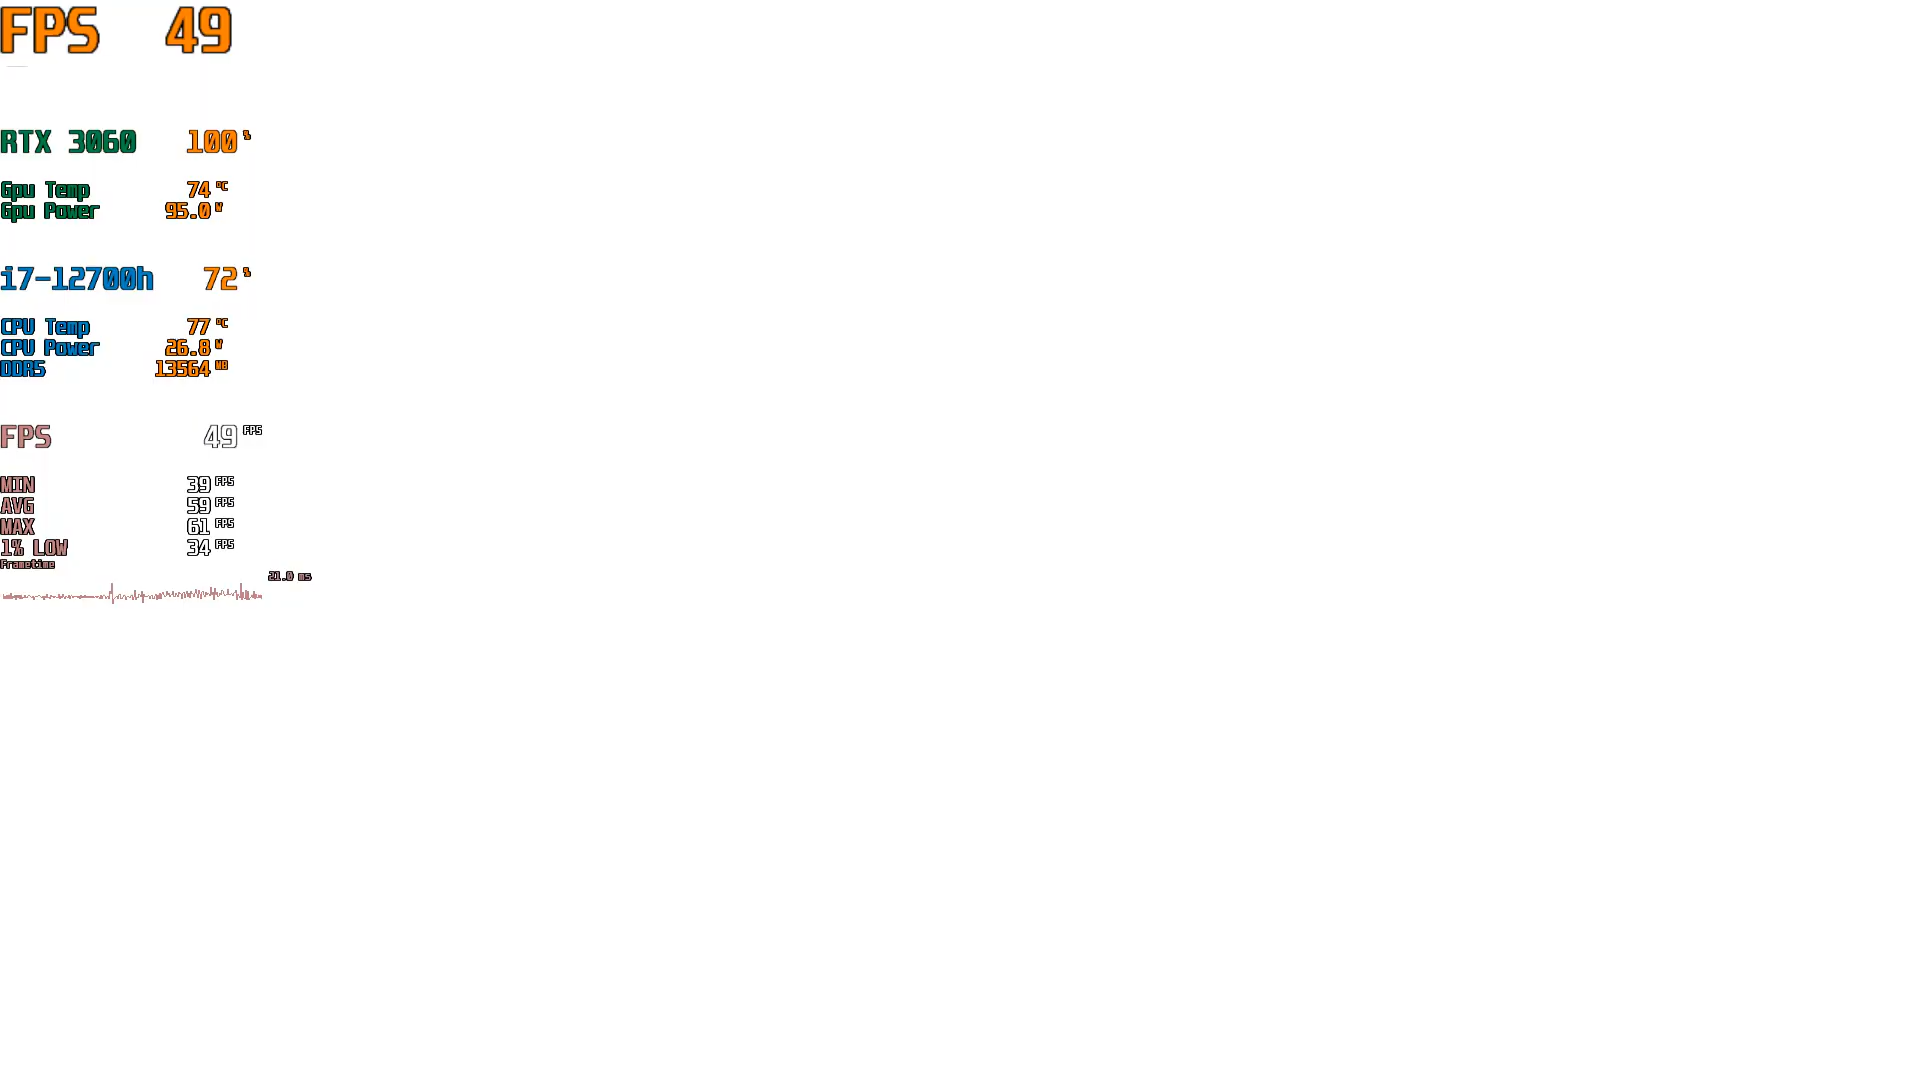 FPS 49
RTX 3060 100%
Gpu Temp 74 °C
Gpu Power 95.0 W
i7-12700h 72%
CPU Temp 77 °C
CPU Power 26.8 W
DDR5 13564 MB
FPS 49 FPS
MIN 39 FPS
AVG 59 FPS
MAX 61 FPS
1% LOW 34 FPS
Frametime
21.0 ms